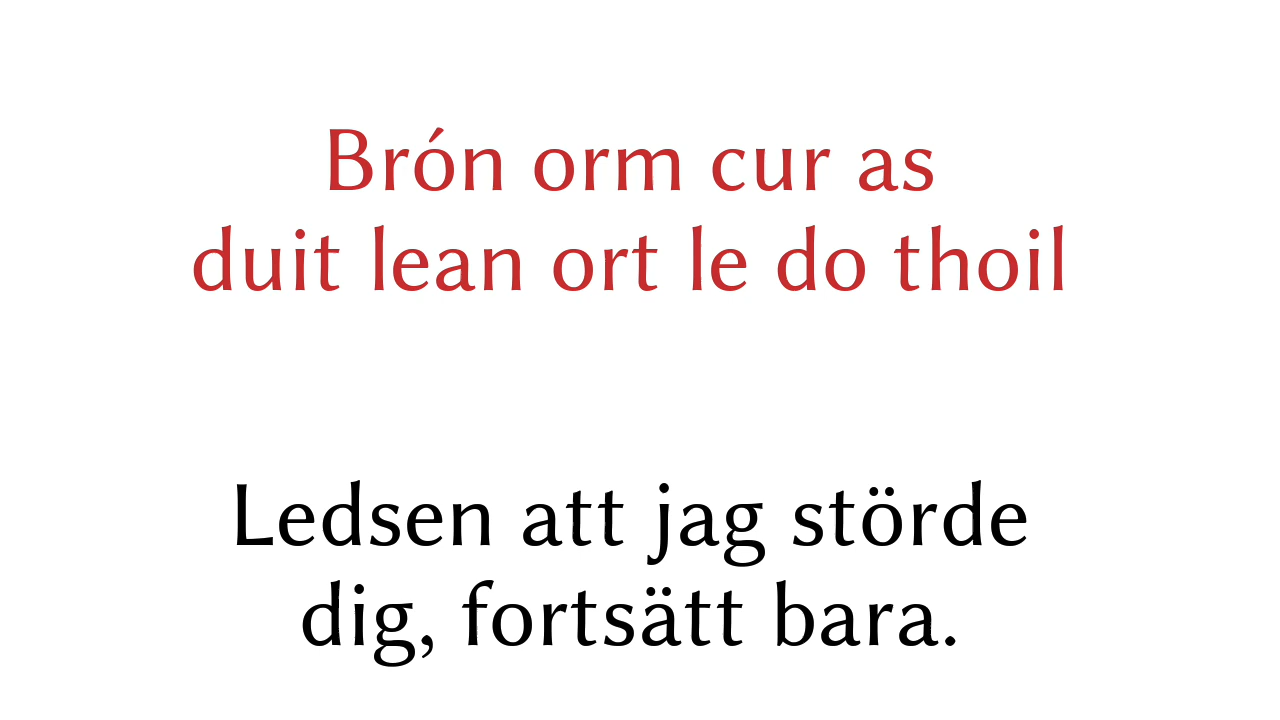 Brón orm cur as
duit lean ort le do thoil
Ledsen att jag störde
dig, fortsätt bara.